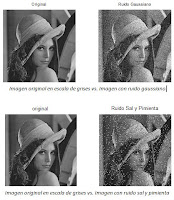 Original Ruido Gaussiano
Imagen original en escala de grises vs. Imagen con ruido gaussiano
original Ruido Sal y Pimienta
Imagen original en escala de grises vs. Imagen con ruido sal y pimienta